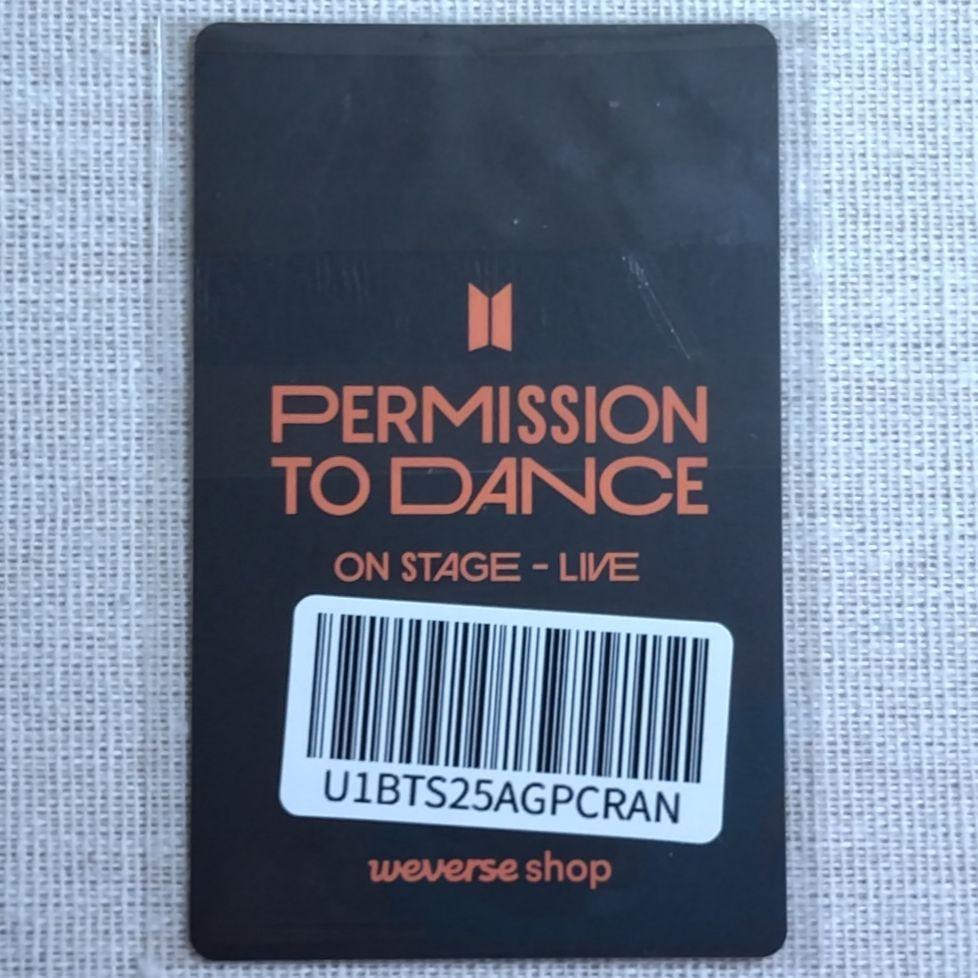 PERMISSION
TO DANCE
ON STAGE - LIVE
U1BTS25AGPCRAN
weverse shop